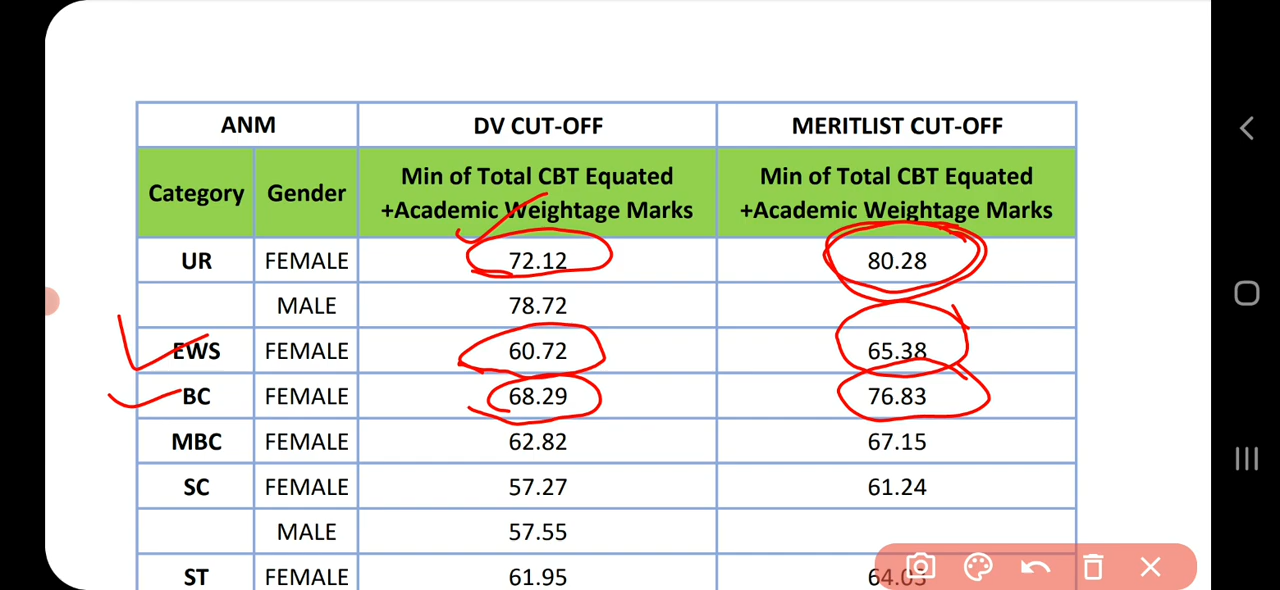 ANM DV CUT-OFF MERITLIST CUT-OFF
Category Gender Min of Total CBT Equated +Academic Weightage Marks Min of Total CBT Equated +Academic Weightage Marks
UR FEMALE 72.12 80.28
MALE 78.72
EWS FEMALE 60.72 65.38
BC FEMALE 68.29 76.83
MBC FEMALE 62.82 67.15
SC FEMALE 57.27 61.24
MALE 57.55
ST FEMALE 61.95